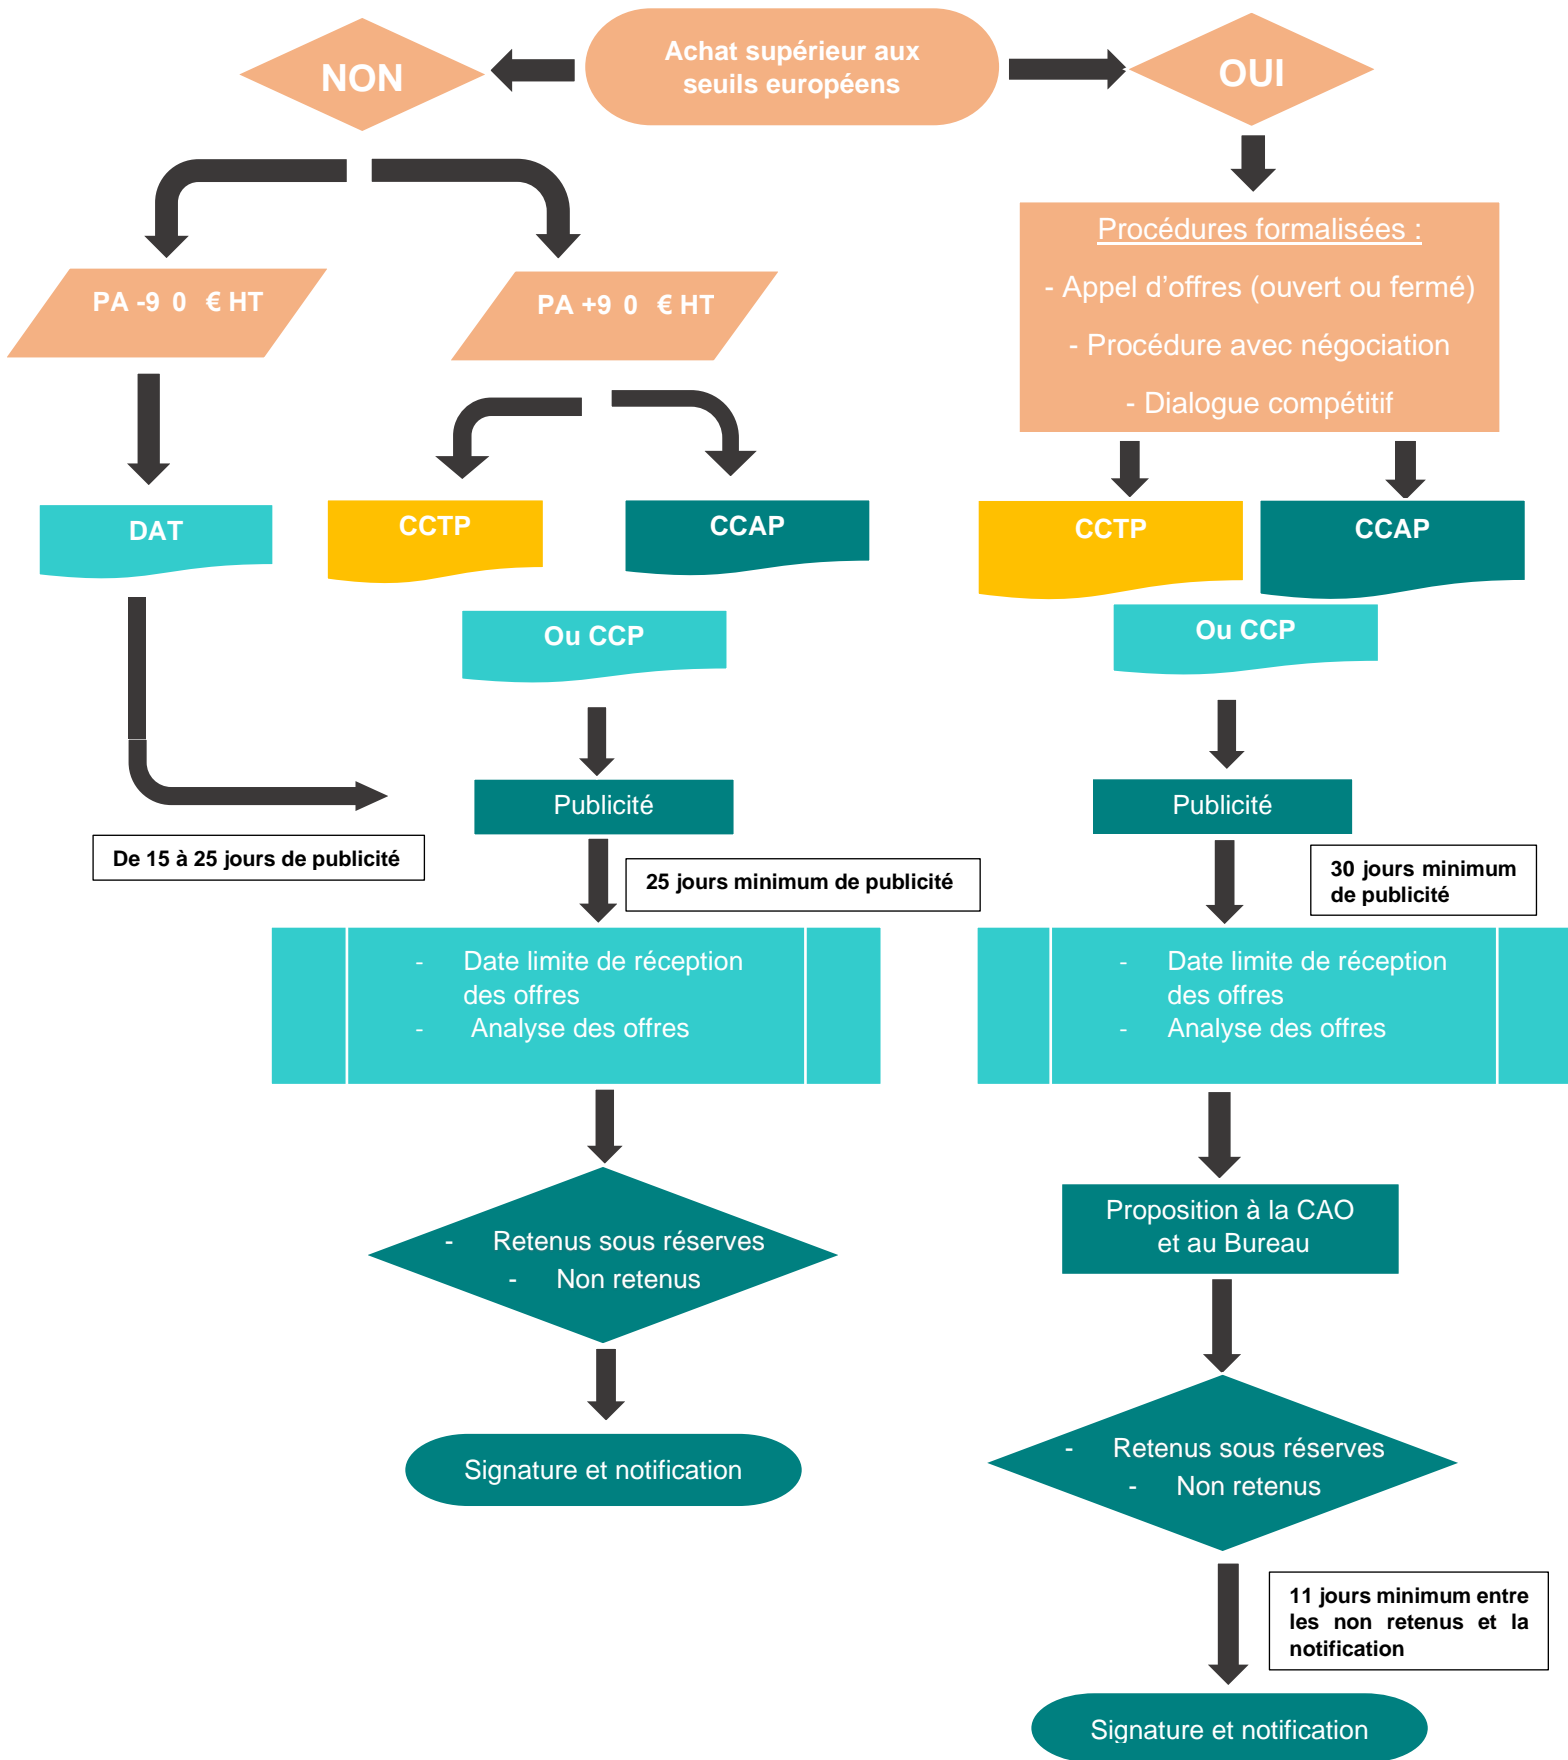 Achat supérieur aux
seuils européens
NON
OUI
Procédures formalisées :
- Appel d’offres (ouvert ou fermé)
- Procédure avec négociation
- Dialogue compétitif
PA -9 0 € HT
PA +9 0 € HT
DAT
CCTP
CCAP
Ou CCP
CCTP
CCAP
Ou CCP
Publicité
Publicité
De 15 à 25 jours de publicité
25 jours minimum de publicité
30 jours minimum
de publicité
- Date limite de réception
des offres
- Analyse des offres
- Date limite de réception
des offres
- Analyse des offres
Proposition à la CAO
et au Bureau
- Retenus sous réserves
- Non retenus
Signature et notification
- Retenus sous réserves
- Non retenus
11 jours minimum entre
les non retenus et la
notification
Signature et notification